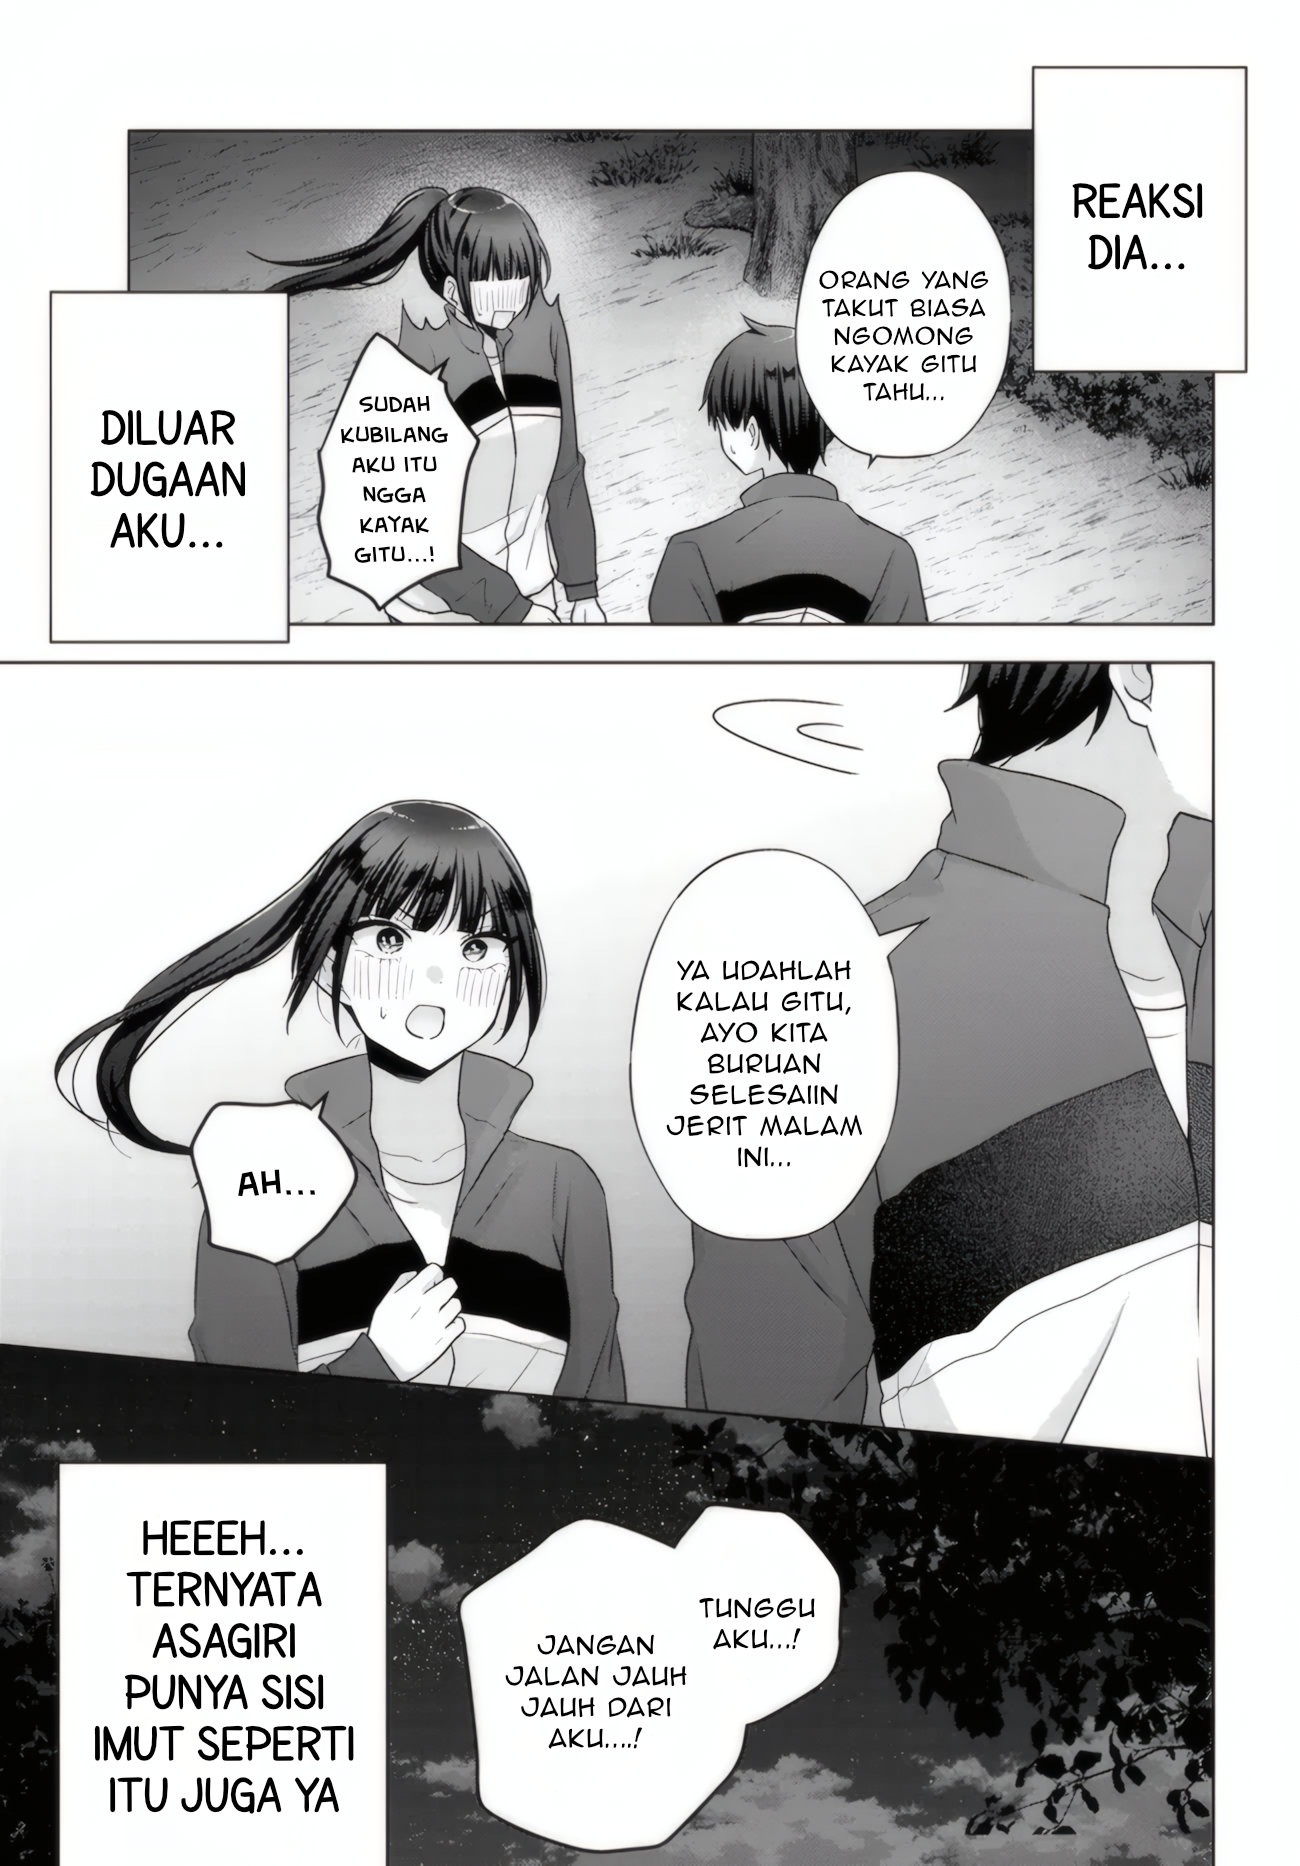 REAKSI
DIA...
ORANG YANG
TAKUT BIASA
NGOMONG
KAYAK GITU
TAHU...
SUDAH
KUBILANG
AKU ITU
NGGA
KAYAK
GITU...!
DILUAR
DUGAAN
AKU...
YA UDAHLAH
KALAU GITU,
AYO KITA
BURUAN
SELESAIIN
JERIT MALAM
INI...
AH...
TUNGGU
AKU...!
JANGAN
JALAN JAUH
JAUH DARI
AKU....!
HEEEH...
TERNYATA
ASAGIRI
PUNYA SISI
IMUT SEPERTI
ITU JUGA YA